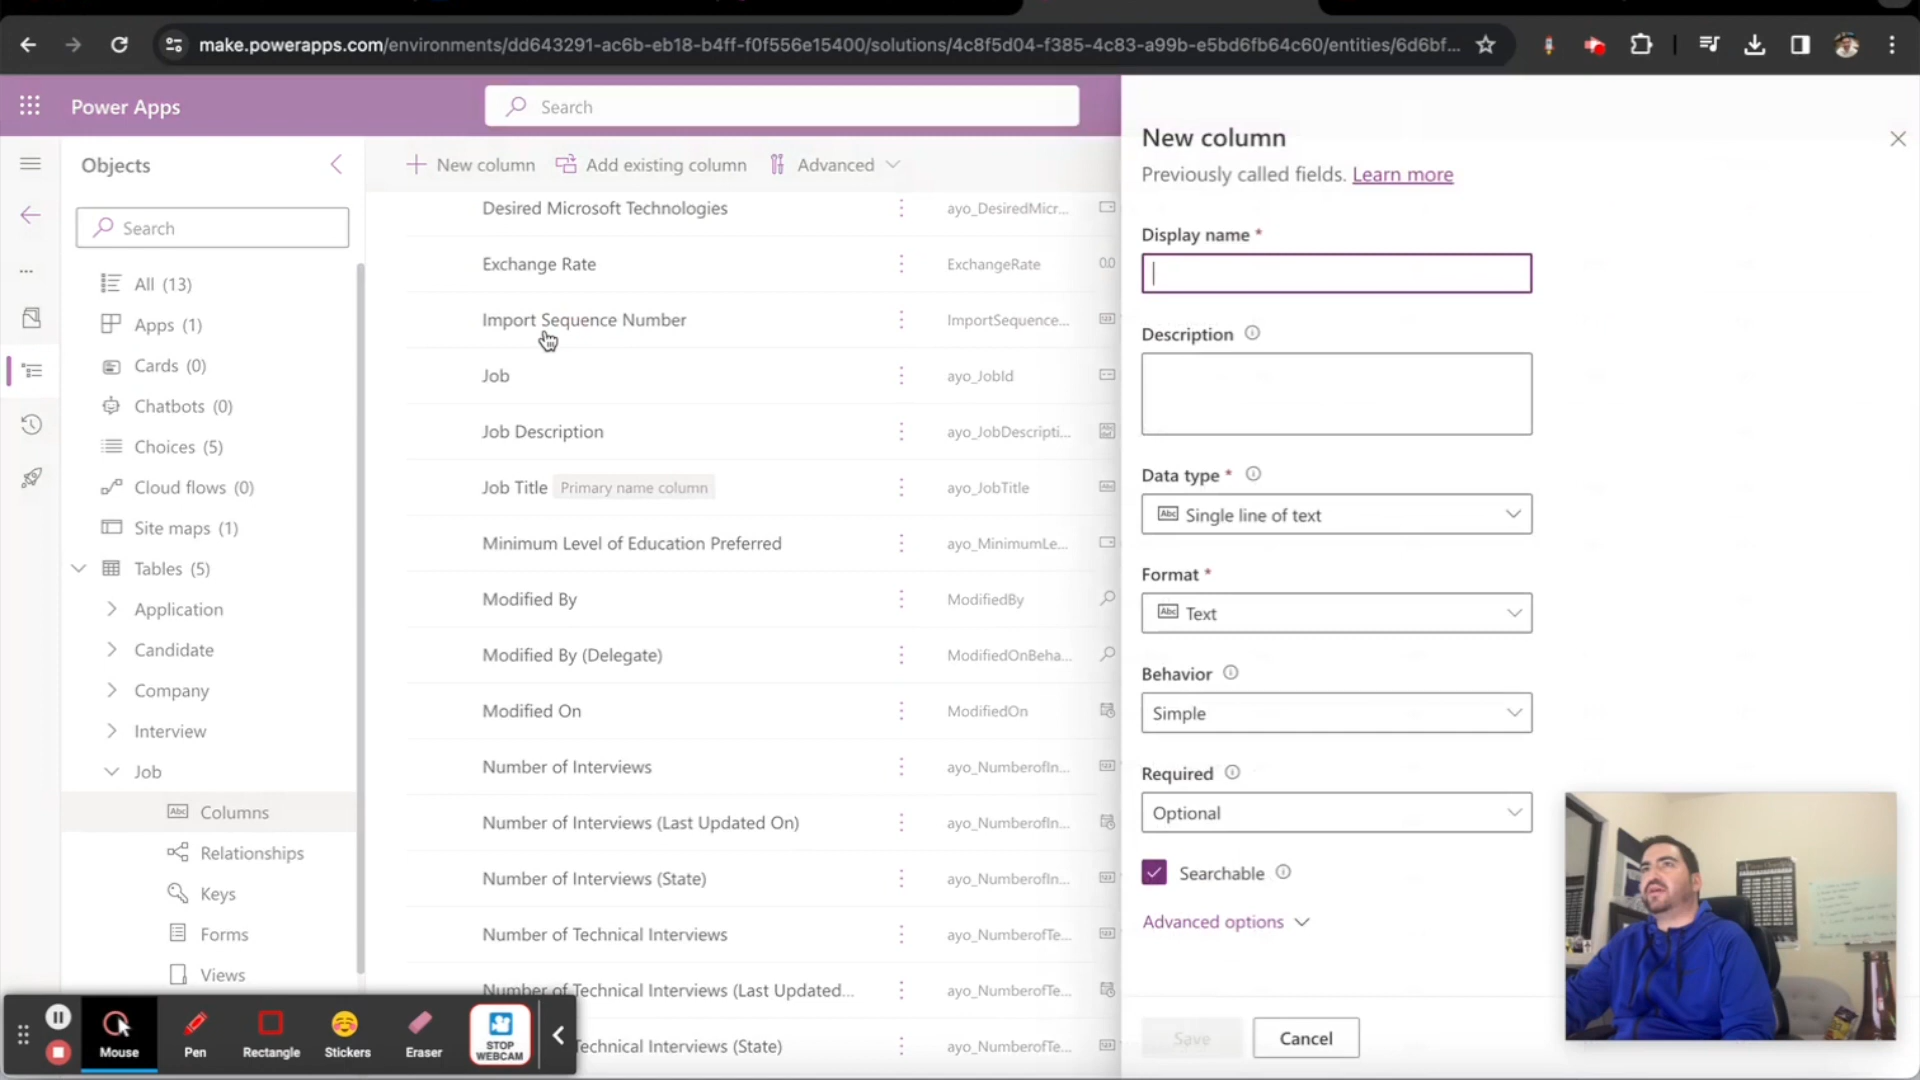 make.powerapps.com/environments/dd643291-ac6b-eb18-b4ff-f0f556e15400/solutions/4c8f5d04-f385-4c83-a99b-e5bd6fb64c60/entities/6d6bf...
Power Apps
Search
Objects
Search
All (13)
Apps (1)
Cards (0)
Chatbots (0)
Choices (5)
Cloud flows (0)
Site maps (1)
Tables (5)
Application
Candidate
Company
Interview
Job
Columns
Relationships
Keys
Forms
Views
New column
Add existing column
Advanced
Desired Microsoft Technologies
ayo_DesiredMicr...
Exchange Rate
ExchangeRate
Import Sequence Number
ImportSequence...
Job
ayo_JobId
Job Description
ayo_JobDescripti...
Job Title Primary name column
ayo_JobTitle
Minimum Level of Education Preferred
ayo_MinimumLe...
Modified By
ModifiedBy
Modified By (Delegate)
ModifiedOnBeha...
Modified On
ModifiedOn
Number of Interviews
ayo_NumberofIn...
Number of Interviews (Last Updated On)
ayo_NumberofIn...
Number of Interviews (State)
ayo_NumberofIn...
Number of Technical Interviews
ayo_NumberofTe...
Number of Technical Interviews (Last Updated...
ayo_NumberofTe...
Technical Interviews (State)
ayo_NumberofTe...
New column
Previously called fields. Learn more
Display name *
Description
Data type *
Abc Single line of text
Format *
Abc Text
Behavior
Simple
Required
Optional
Searchable
Advanced options
Save
Cancel
Mouse
Pen
Rectangle
Stickers
Eraser
STOP
WEBCAM